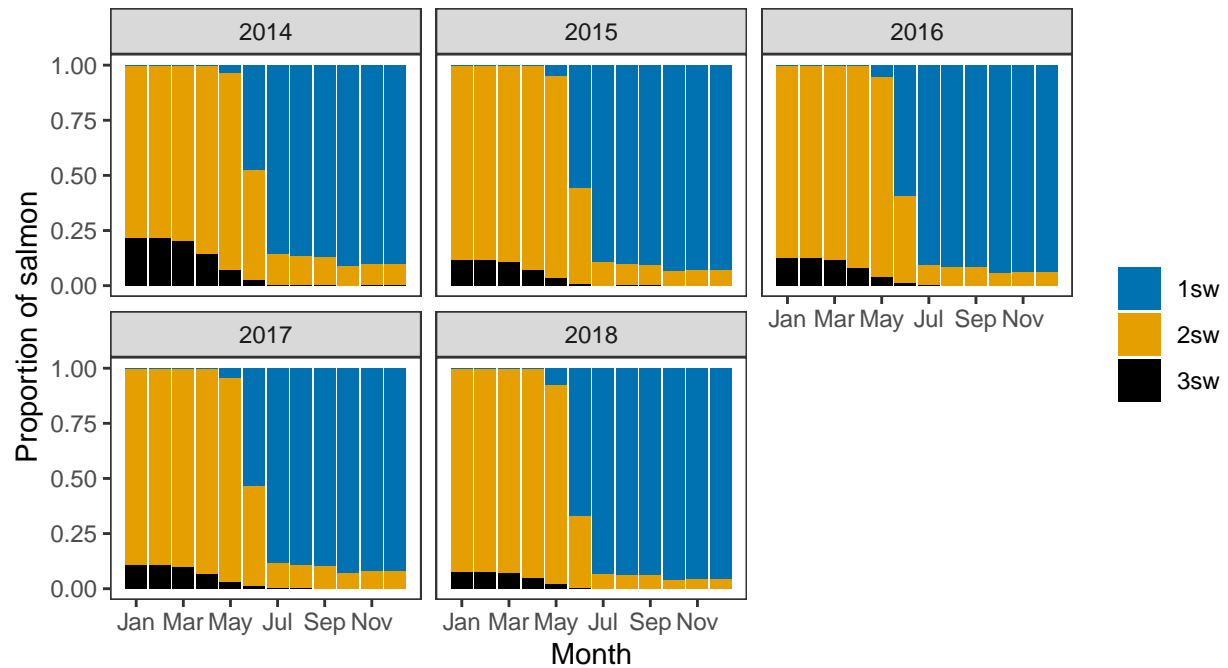 2014
2015
2016
1.00
0.75
0.50
0.25
0.00
Jan Mar May Jul Sep Nov
2017
2018
1.00
0.75
0.50
0.25
0.00
Jan Mar May Jul Sep Nov
Jan Mar May Jul Sep Nov
Proportion of salmon
Month
1sw
2sw
3sw